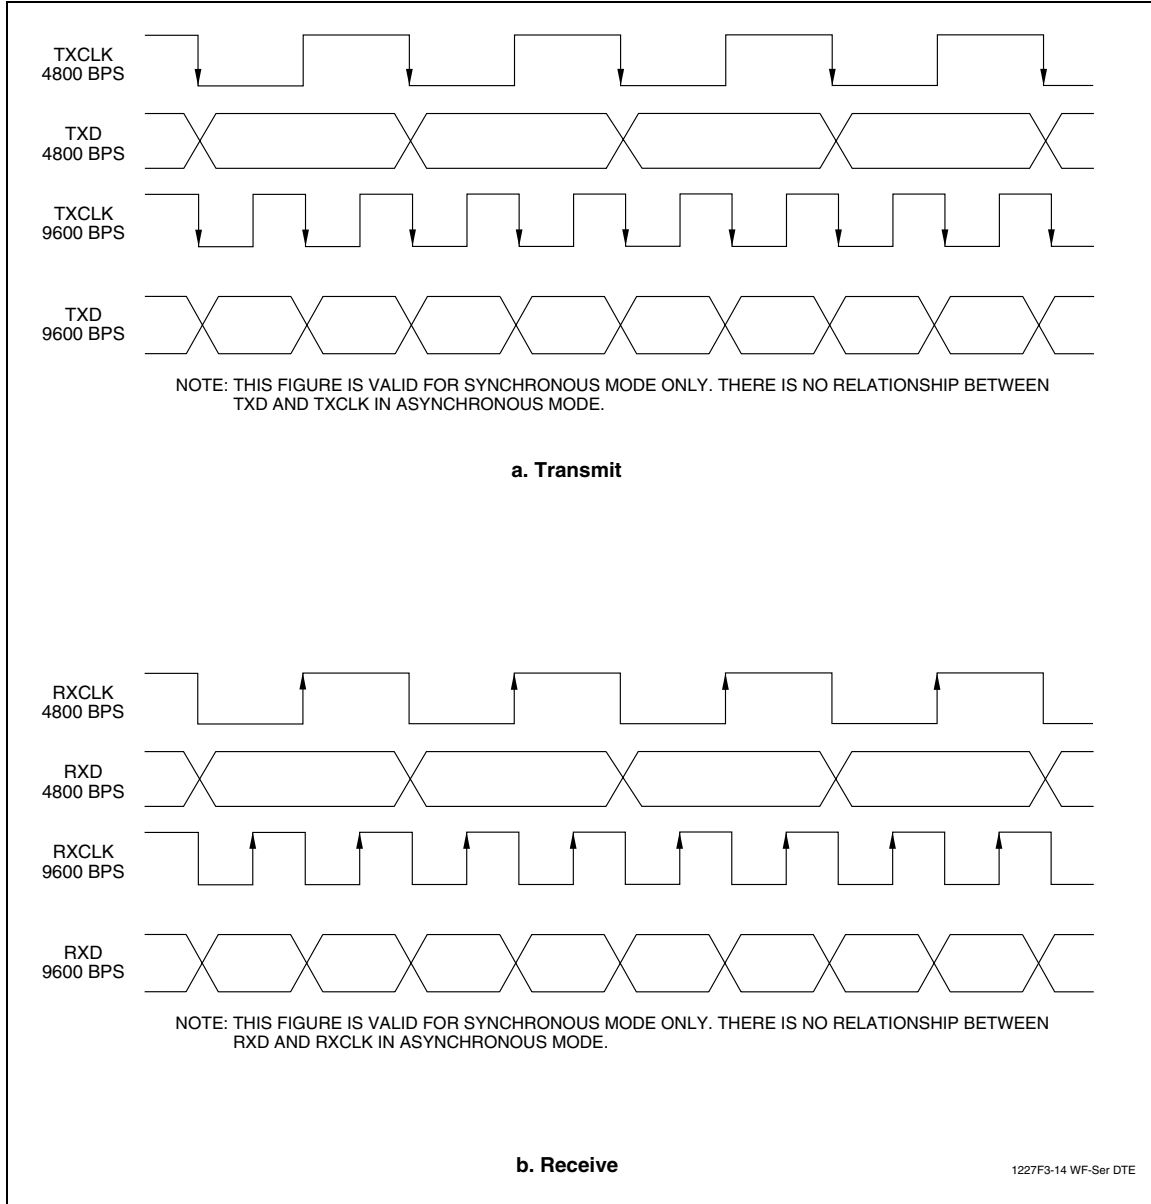 TXCLK
4800 BPS
TXD
4800 BPS
TXCLK
9600 BPS
TXD
9600 BPS
NOTE: THIS FIGURE IS VALID FOR SYNCHRONOUS MODE ONLY. THERE IS NO RELATIONSHIP BETWEEN
TXD AND TXCLK IN ASYNCHRONOUS MODE.
a. Transmit
RXCLK
4800 BPS
RXD
4800 BPS
RXCLK
9600 BPS
RXD
9600 BPS
NOTE: THIS FIGURE IS VALID FOR SYNCHRONOUS MODE ONLY. THERE IS NO RELATIONSHIP BETWEEN
RXD AND RXCLK IN ASYNCHRONOUS MODE.
b. Receive
1227F3-14 WF-Ser DTE